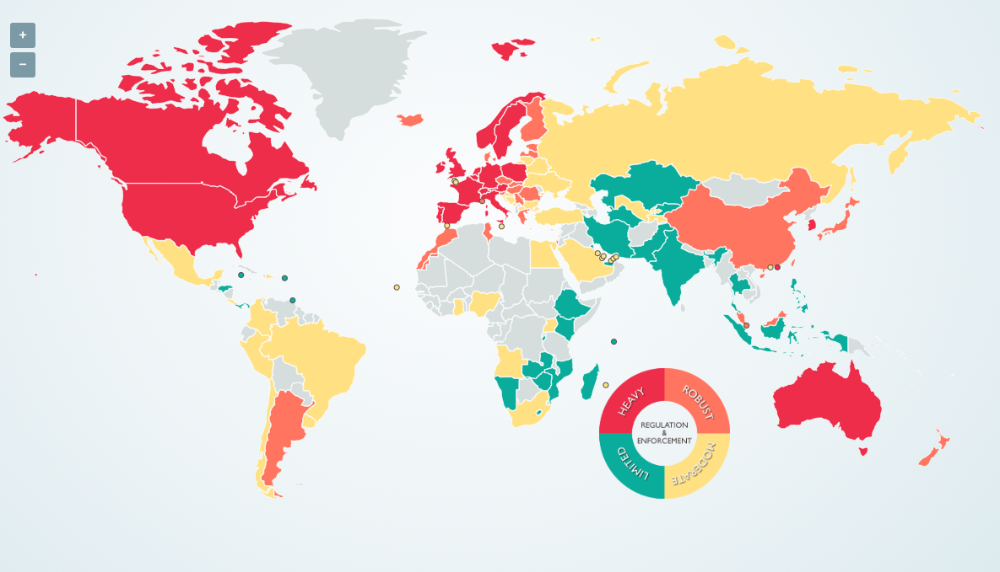 +
−
HEAVY
ROBUST
REGULATION
&
ENFORCEMENT
LIMITED
MODERATE